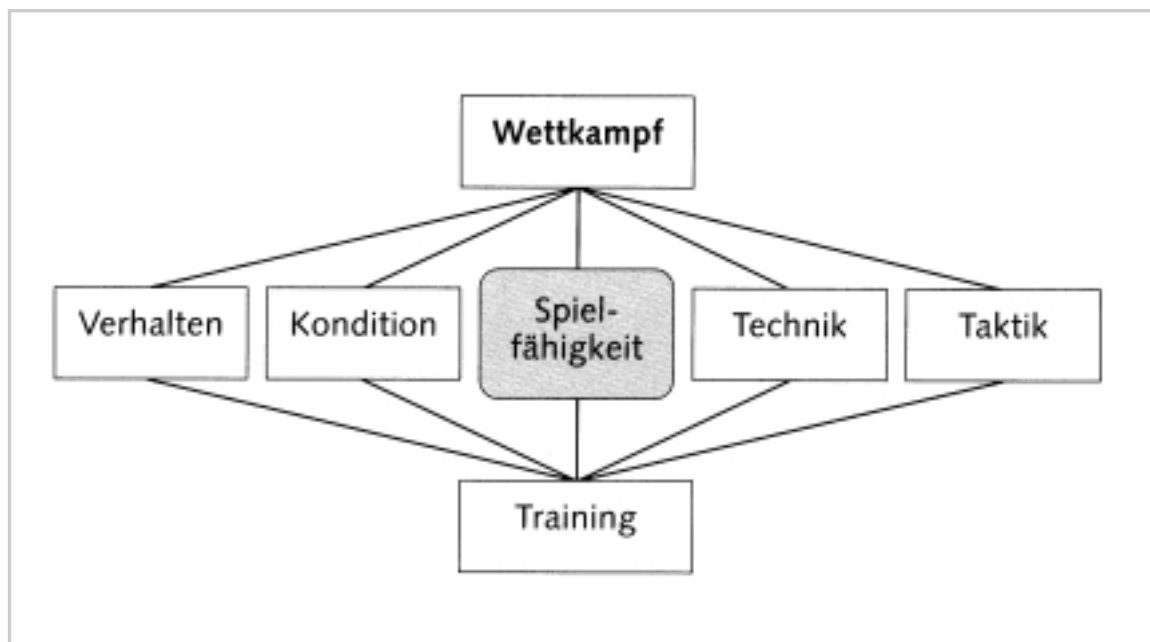 Wettkampf
Verhalten
Kondition
Spiel-
fähigkeit
Technik
Taktik
Training